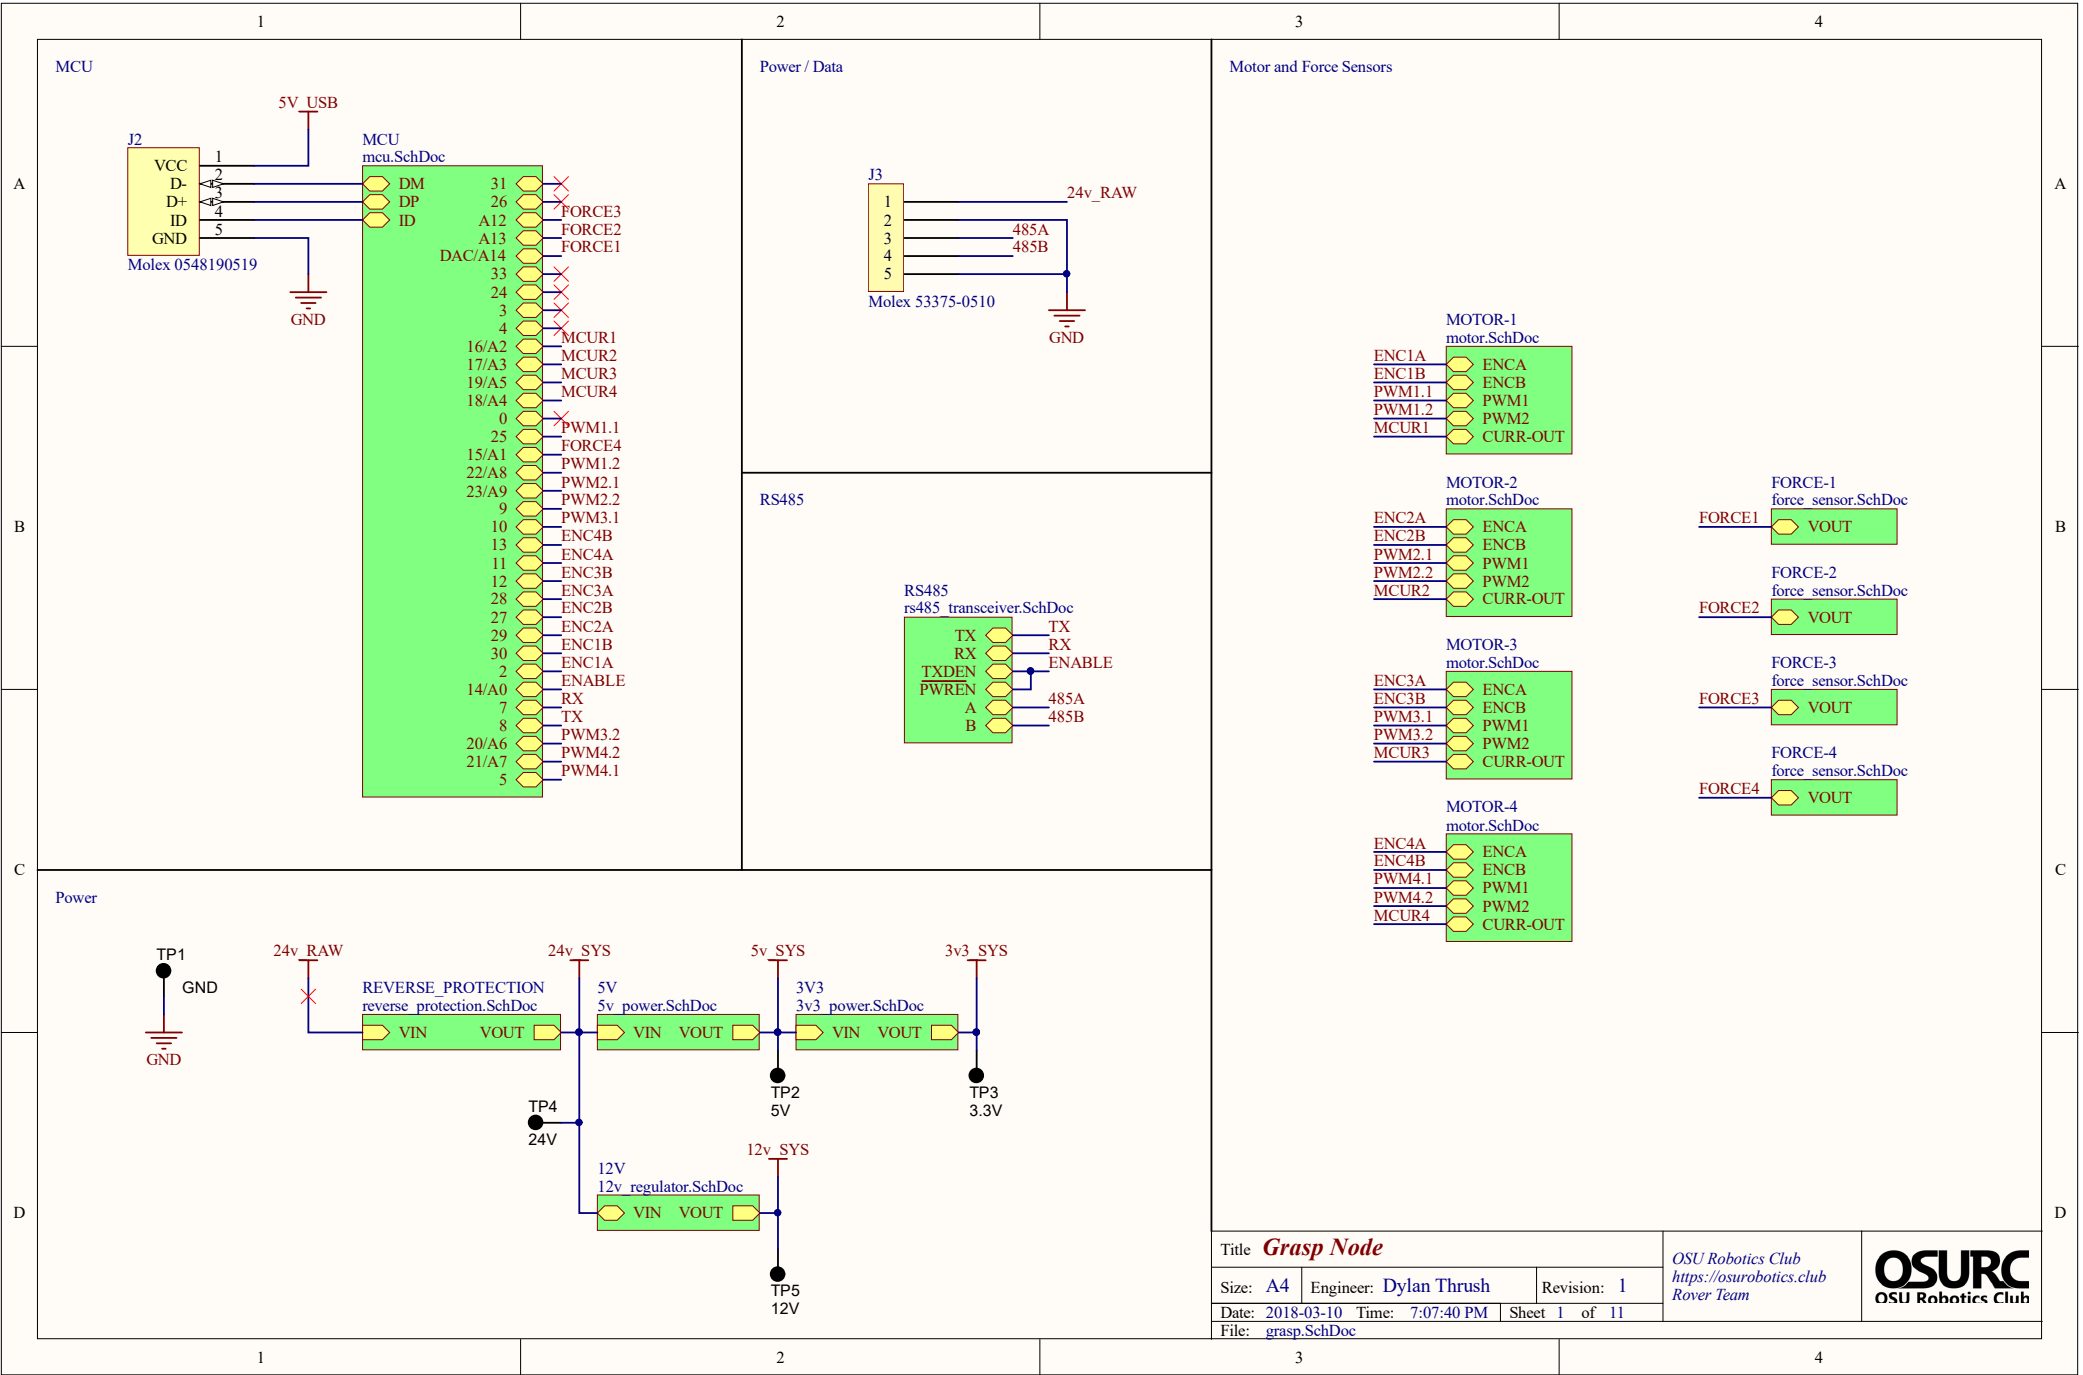 1 2 3 4
MCU
5V_USB
J2
VCC 1
D- 2
D+ 3
ID 4
GND 5
Molex 0548190519
GND
MCU
mcu.SchDoc
DM 31
DP 26
ID A12 FORCE3
A13 FORCE2
DAC/A14 FORCE1
33
24
3
4
16/A2 MCUR1
17/A3 MCUR2
19/A5 MCUR3
18/A4 MCUR4
0
25 PWM1.1
15/A1 FORCE4
22/A8 PWM1.2
23/A9 PWM2.1
9 PWM2.2
10 PWM3.1
13 ENC4B
11 ENC4A
12 ENC3B
28 ENC3A
27 ENC2B
29 ENC2A
30 ENC1B
2 ENC1A
14/A0 ENABLE
7 RX
8 TX
20/A6 PWM3.2
21/A7 PWM4.2
5 PWM4.1
Power / Data
J3
1 24v_RAW
2
3 485A
4 485B
5
Molex 53375-0510
GND
RS485
RS485
rs485_transceiver.SchDoc
TX TX
RX RX
TXDEN ENABLE
PWREN
A 485A
B 485B
Motor and Force Sensors
MOTOR-1
motor.SchDoc
ENC1A ENCA
ENC1B ENCB
PWM1.1 PWM1
PWM1.2 PWM2
MCUR1 CURR-OUT
MOTOR-2
motor.SchDoc
ENC2A ENCA
ENC2B ENCB
PWM2.1 PWM1
PWM2.2 PWM2
MCUR2 CURR-OUT
MOTOR-3
motor.SchDoc
ENC3A ENCA
ENC3B ENCB
PWM3.1 PWM1
PWM3.2 PWM2
MCUR3 CURR-OUT
MOTOR-4
motor.SchDoc
ENC4A ENCA
ENC4B ENCB
PWM4.1 PWM1
PWM4.2 PWM2
MCUR4 CURR-OUT
FORCE-1
force_sensor.SchDoc
FORCE1 VOUT
FORCE-2
force_sensor.SchDoc
FORCE2 VOUT
FORCE-3
force_sensor.SchDoc
FORCE3 VOUT
FORCE-4
force_sensor.SchDoc
FORCE4 VOUT
Power
TP1
GND
GND
24v_RAW
REVERSE_PROTECTION
reverse_protection.SchDoc
VIN VOUT
24v_SYS
5V
5v_power.SchDoc
VIN VOUT
5v_SYS
3V3
3v3_power.SchDoc
VIN VOUT
3v3_SYS
TP2
5V
TP3
3.3V
TP4
24V
12V
12v_regulator.SchDoc
VIN VOUT
12v_SYS
TP5
12V
Title Grasp Node
Size: A4 Engineer: Dylan Thrush Revision: 1
Date: 2018-03-10 Time: 7:07:40 PM Sheet 1 of 11
File: grasp.SchDoc
OSU Robotics Club
https://osurobotics.club
Rover Team
OSURC
OSU Robotics Club
A A
B B
C C
D D
1 2 3 4